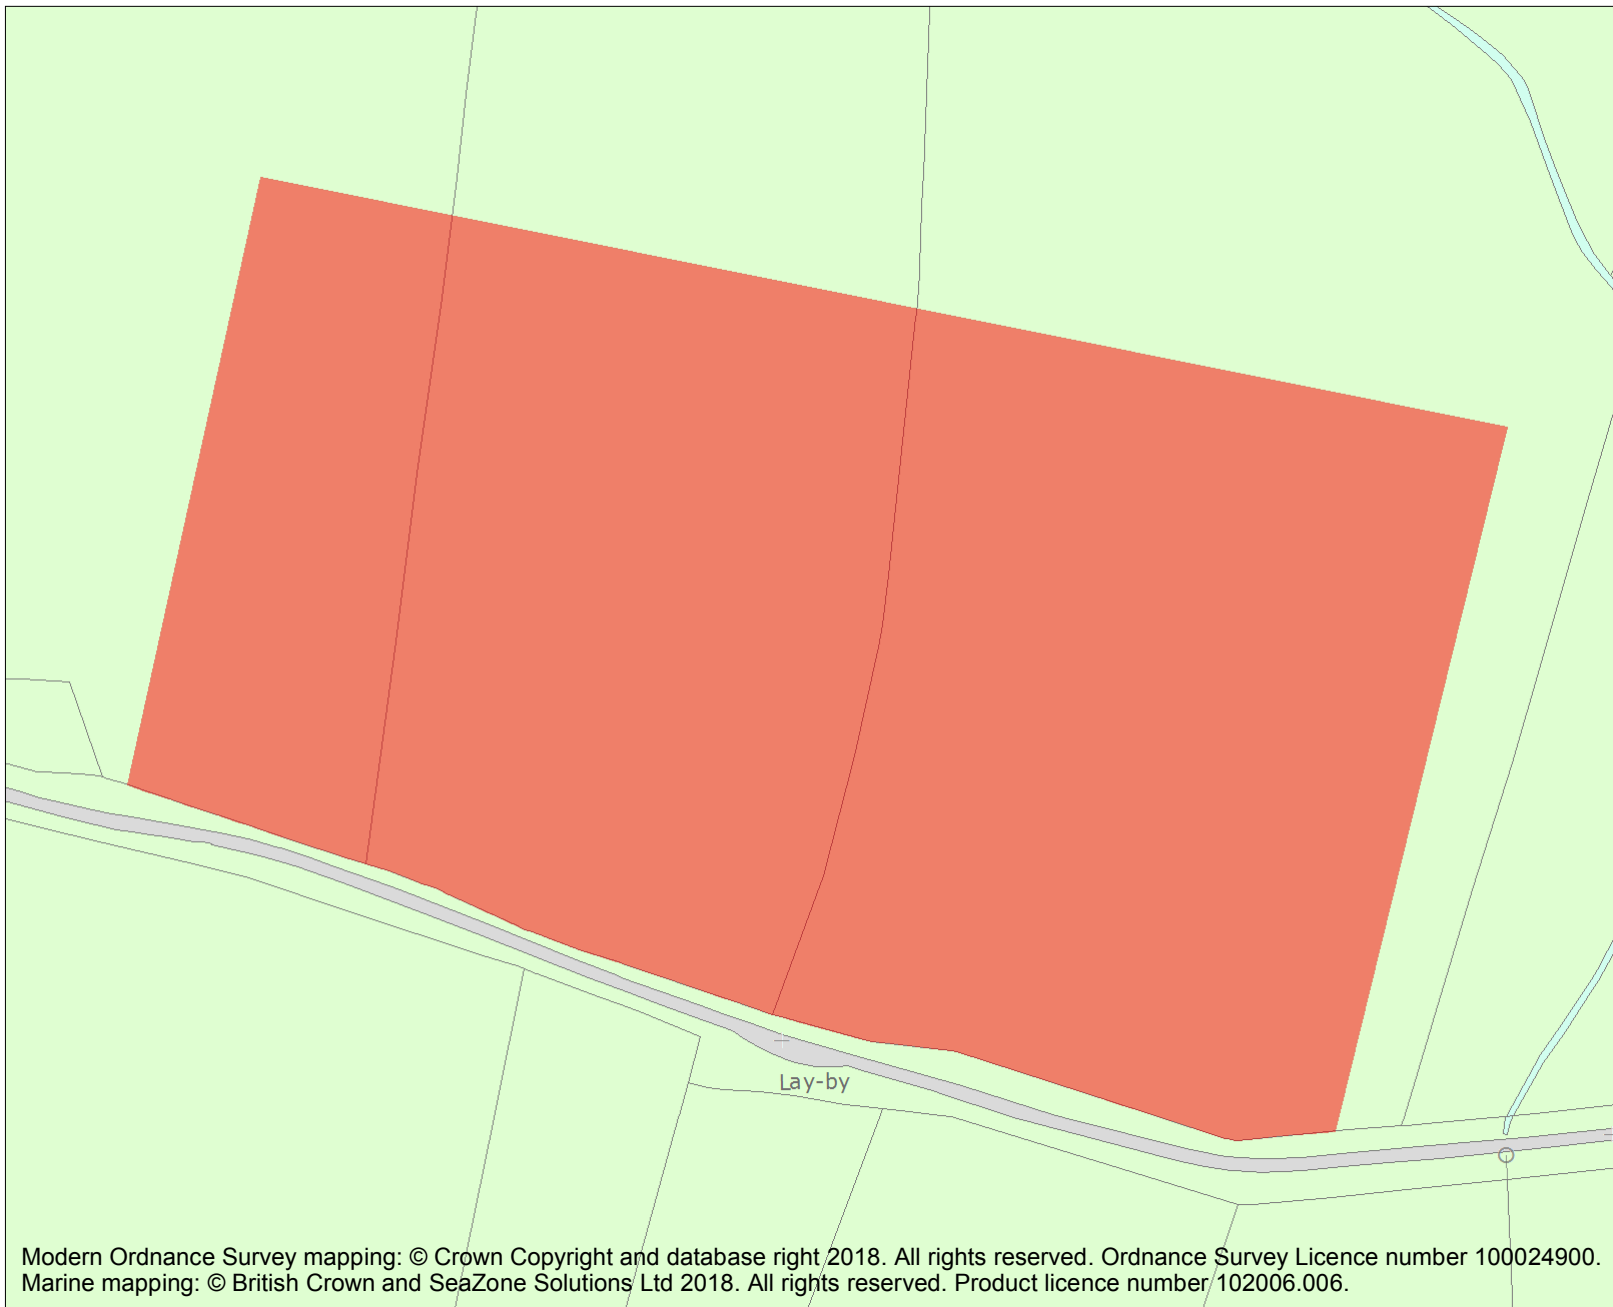 Lay-by
Modern Ordnance Survey mapping: © Crown Copyright and database right 2018. All rights reserved. Ordnance Survey Licence number 100024900.
Marine mapping: © British Crown and SeaZone Solutions Ltd 2018. All rights reserved. Product licence number 102006.006.